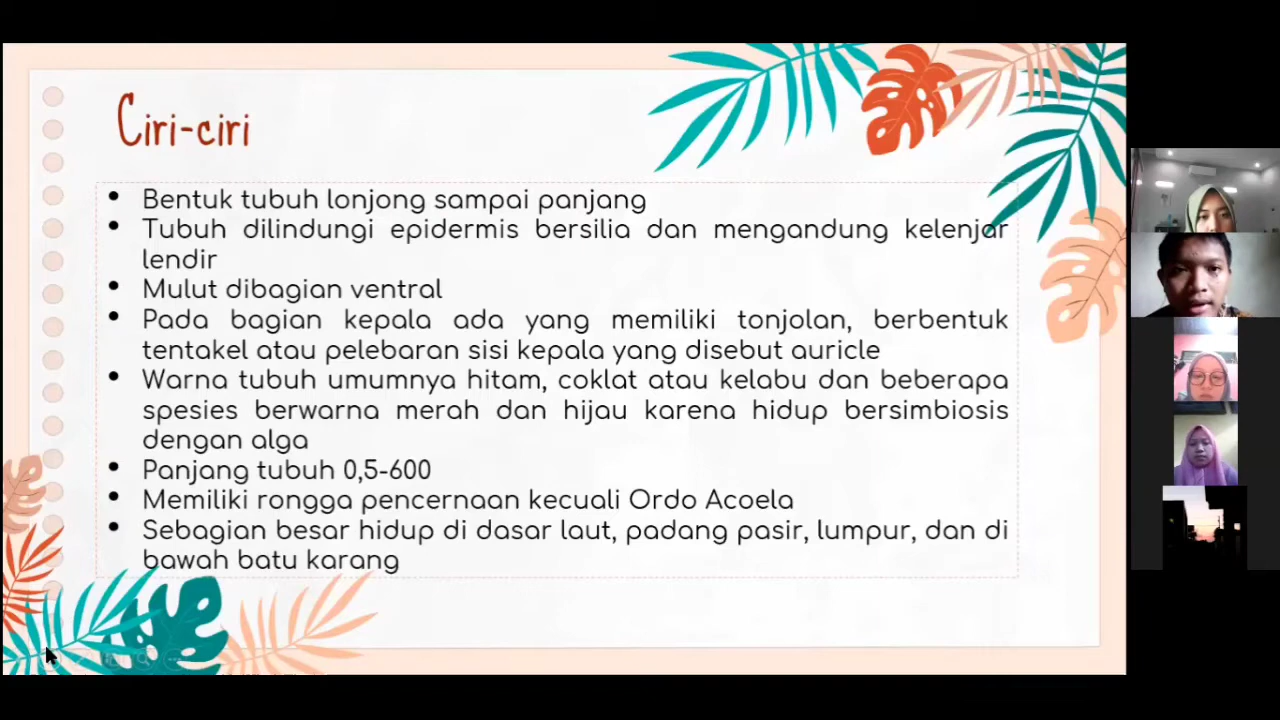 Ciri-ciri
• Bentuk tubuh lonjong sampai panjang
• Tubuh dilindungi epidermis bersilia dan mengandung kelenjar
lendir
• Mulut dibagian ventral
• Pada bagian kepala ada yang memiliki tonjolan, berbentuk
tentakel atau pelebaran sisi kepala yang disebut auricle
• Warna tubuh umumnya hitam, coklat atau kelabu dan beberapa
spesies berwarna merah dan hijau karena hidup bersimbiosis
dengan alga
• Panjang tubuh 0,5-600
• Memiliki rongga pencernaan kecuali Ordo Acoela
• Sebagian besar hidup di dasar laut, padang pasir, lumpur, dan di
bawah batu karang